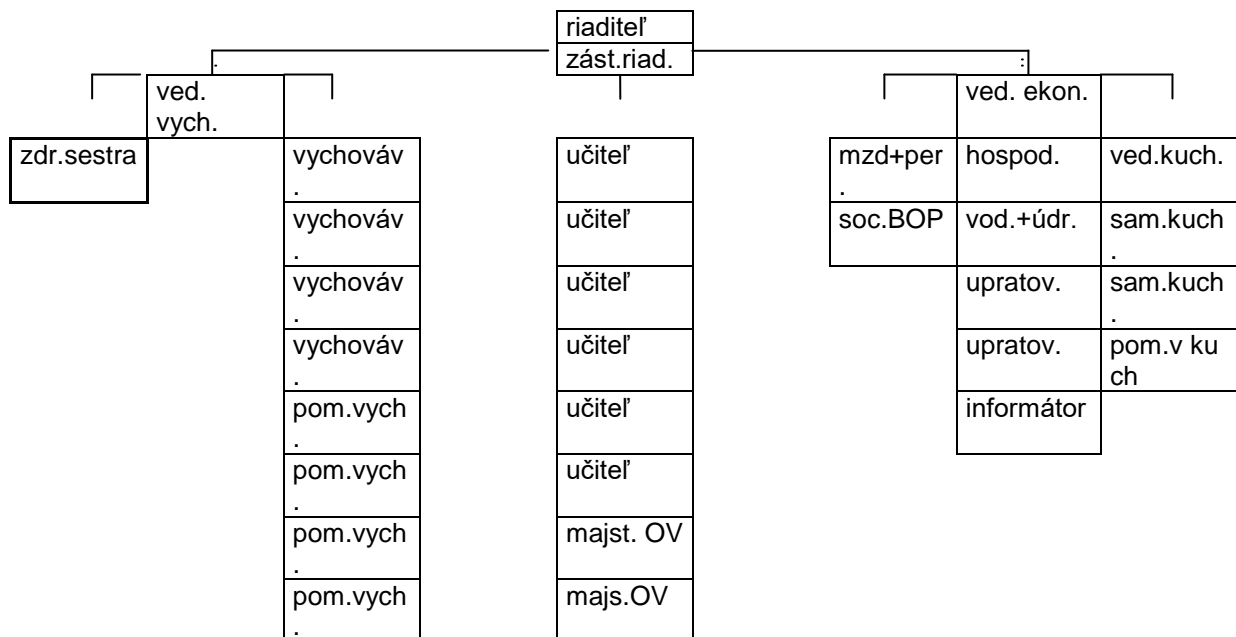 riaditeľ
zást.riad.
ved.
vych.
ved. ekon.
zdr.sestra
vychováv
.
učiteľ
mzd+per
.
hospod.
ved.kuch.
vychováv
.
učiteľ
soc.BOP
vod.+údr.
sam.kuch
.
vychováv
.
učiteľ
upratov.
sam.kuch
.
vychováv
.
učiteľ
upratov.
pom.v ku
ch
pom.vych
.
učiteľ
informátor
pom.vych
.
učiteľ
pom.vych
.
majst. OV
pom.vych
.
majs.OV